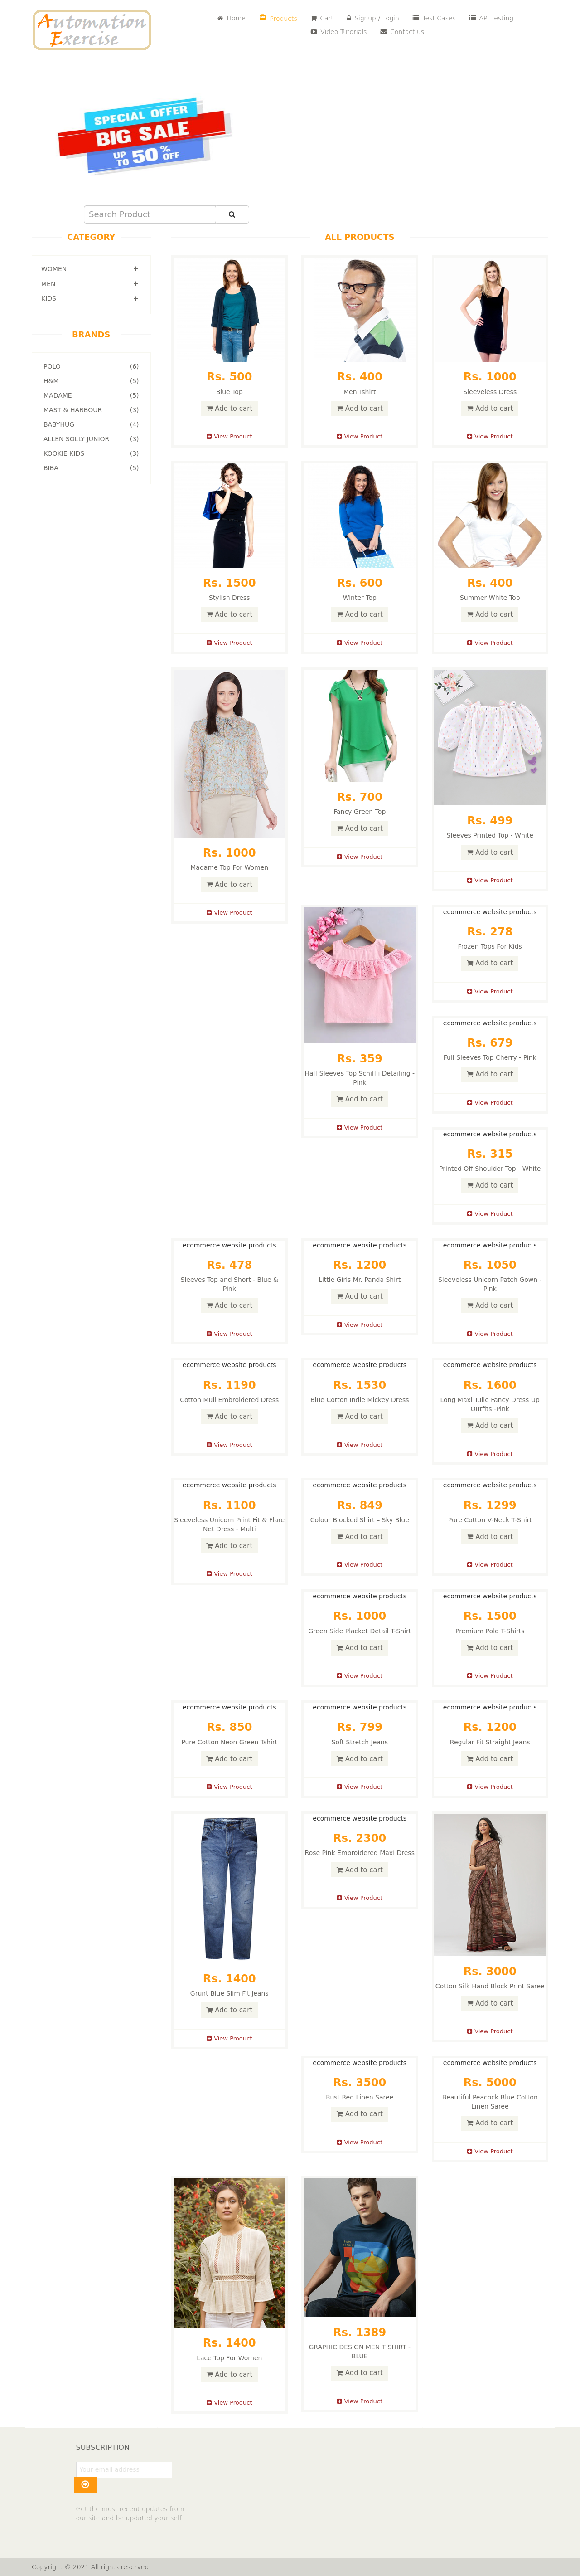 Automation
Exercise
Home
Products
Cart
Signup / Login
Test Cases
API Testing
Video Tutorials
Contact us
SPECIAL OFFER
BIG SALE
UP TO 50% OFF
Search Product
CATEGORY
WOMEN
MEN
KIDS
BRANDS
POLO (6)
H&M (5)
MADAME (5)
MAST & HARBOUR (3)
BABYHUG (4)
ALLEN SOLLY JUNIOR (3)
KOOKIE KIDS (3)
BIBA (5)
ALL PRODUCTS
Rs. 500
Blue Top
Add to cart
View Product
Rs. 400
Men Tshirt
Add to cart
View Product
Rs. 1000
Sleeveless Dress
Add to cart
View Product
Rs. 1500
Stylish Dress
Add to cart
View Product
Rs. 600
Winter Top
Add to cart
View Product
Rs. 400
Summer White Top
Add to cart
View Product
Rs. 1000
Madame Top For Women
Add to cart
View Product
Rs. 700
Fancy Green Top
Add to cart
View Product
Rs. 499
Sleeves Printed Top - White
Add to cart
View Product
Rs. 359
Half Sleeves Top Schiffli Detailing -
Pink
Add to cart
View Product
ecommerce website products
Rs. 278
Frozen Tops For Kids
Add to cart
View Product
ecommerce website products
Rs. 679
Full Sleeves Top Cherry - Pink
Add to cart
View Product
ecommerce website products
Rs. 315
Printed Off Shoulder Top - White
Add to cart
View Product
ecommerce website products
Rs. 478
Sleeves Top and Short - Blue &
Pink
Add to cart
View Product
ecommerce website products
Rs. 1200
Little Girls Mr. Panda Shirt
Add to cart
View Product
ecommerce website products
Rs. 1050
Sleeveless Unicorn Patch Gown -
Pink
Add to cart
View Product
ecommerce website products
Rs. 1190
Cotton Mull Embroidered Dress
Add to cart
View Product
ecommerce website products
Rs. 1530
Blue Cotton Indie Mickey Dress
Add to cart
View Product
ecommerce website products
Rs. 1600
Long Maxi Tulle Fancy Dress Up
Outfits -Pink
Add to cart
View Product
ecommerce website products
Rs. 1100
Sleeveless Unicorn Print Fit & Flare
Net Dress - Multi
Add to cart
View Product
ecommerce website products
Rs. 849
Colour Blocked Shirt – Sky Blue
Add to cart
View Product
ecommerce website products
Rs. 1299
Pure Cotton V-Neck T-Shirt
Add to cart
View Product
ecommerce website products
Rs. 1000
Green Side Placket Detail T-Shirt
Add to cart
View Product
ecommerce website products
Rs. 1500
Premium Polo T-Shirts
Add to cart
View Product
ecommerce website products
Rs. 850
Pure Cotton Neon Green Tshirt
Add to cart
View Product
ecommerce website products
Rs. 799
Soft Stretch Jeans
Add to cart
View Product
ecommerce website products
Rs. 1200
Regular Fit Straight Jeans
Add to cart
View Product
Rs. 1400
Grunt Blue Slim Fit Jeans
Add to cart
View Product
ecommerce website products
Rs. 2300
Rose Pink Embroidered Maxi Dress
Add to cart
View Product
Rs. 3000
Cotton Silk Hand Block Print Saree
Add to cart
View Product
ecommerce website products
Rs. 3500
Rust Red Linen Saree
Add to cart
View Product
ecommerce website products
Rs. 5000
Beautiful Peacock Blue Cotton
Linen Saree
Add to cart
View Product
Rs. 1400
Lace Top For Women
Add to cart
View Product
Rs. 1389
GRAPHIC DESIGN MEN T SHIRT -
BLUE
Add to cart
View Product
SUBSCRIPTION
Your email address
Get the most recent updates from
our site and be updated your self.
Copyright © 2021 All rights reserved